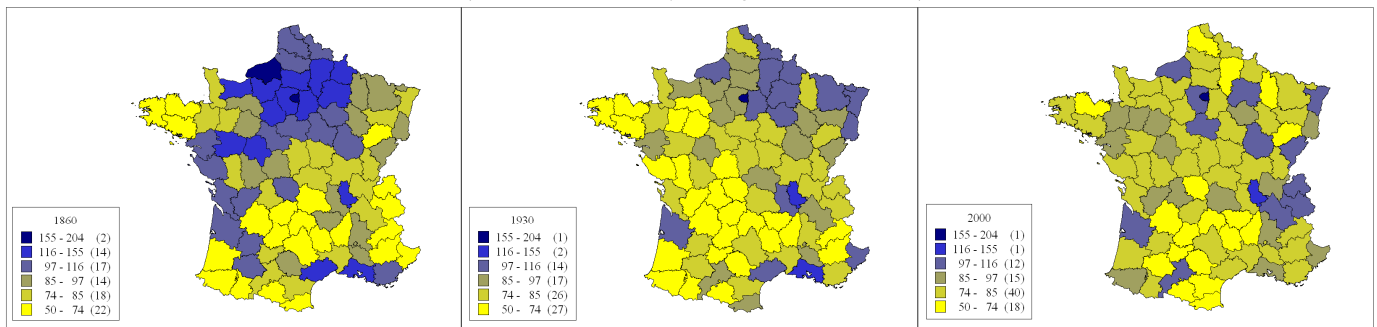 1860
155 - 204 (2)
116 - 155 (14)
97 - 116 (17)
85 - 97 (14)
74 - 85 (18)
50 - 74 (22)
1930
155 - 204 (1)
116 - 155 (2)
97 - 116 (14)
85 - 97 (17)
74 - 85 (26)
50 - 74 (27)
2000
155 - 204 (1)
116 - 155 (1)
97 - 116 (12)
85 - 97 (15)
74 - 85 (40)
50 - 74 (18)